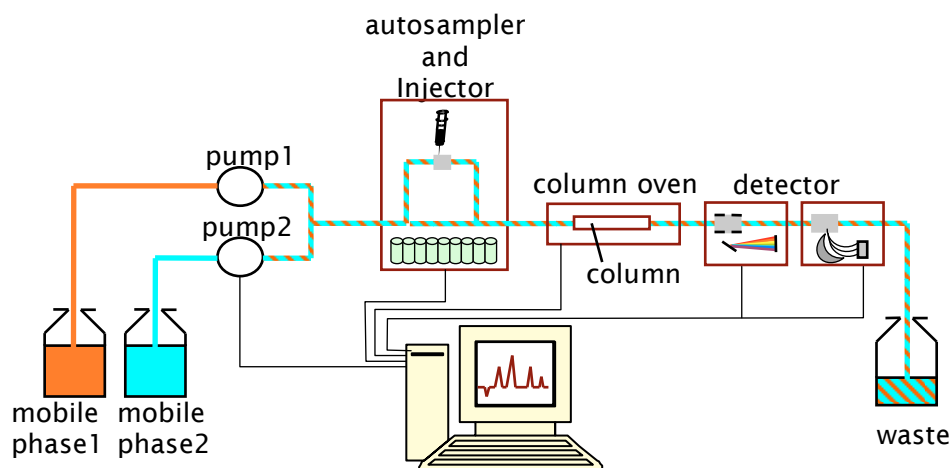 autosampler
and
Injector
pump1
column oven
detector
pump2
column
mobile
phase1
mobile
phase2
waste